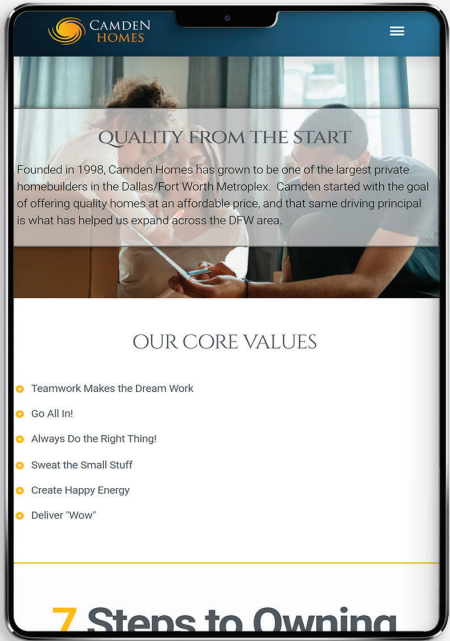 CAMDEN
HOMES
QUALITY FROM THE START
Founded in 1998, Camden Homes has grown to be one of the largest private
homebuilders in the Dallas/Fort Worth Metroplex. Camden started with the goal
of offering quality homes at an affordable price, and that same driving principal
is what has helped us expand across the DFW area.
OUR CORE VALUES
Teamwork Makes the Dream Work
Go All In!
Always Do the Right Thing!
Sweat the Small Stuff
Create Happy Energy
Deliver "Wow"
7 Steps to Owning